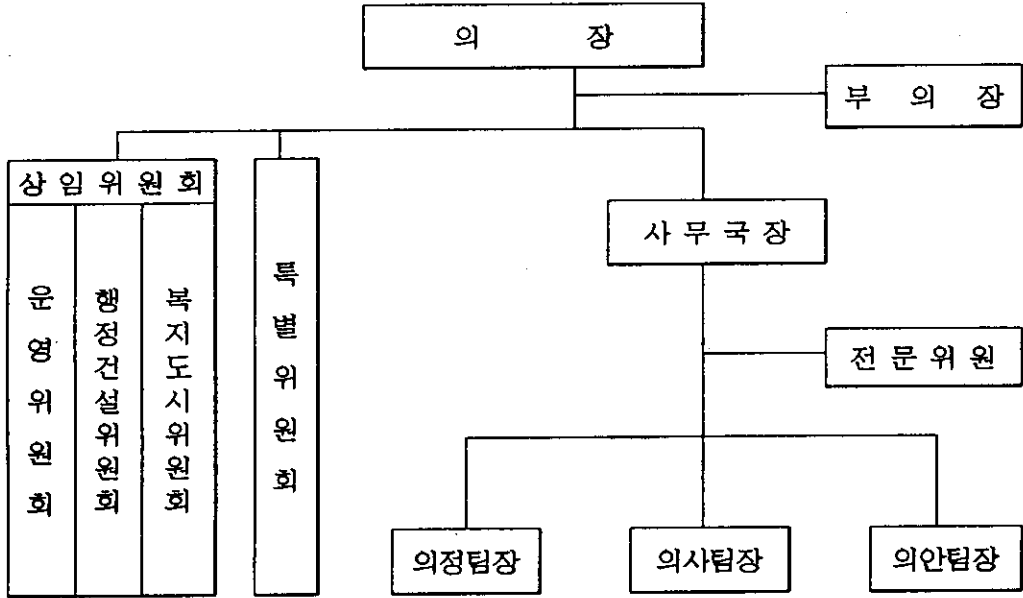 의 장
부 의 장
상 임 위 원 회
운영위원회
행정건설위원회
복지도시위원회
특별위원회
사 무 국 장
전 문 위 원
의정팀장
의사팀장
의안팀장